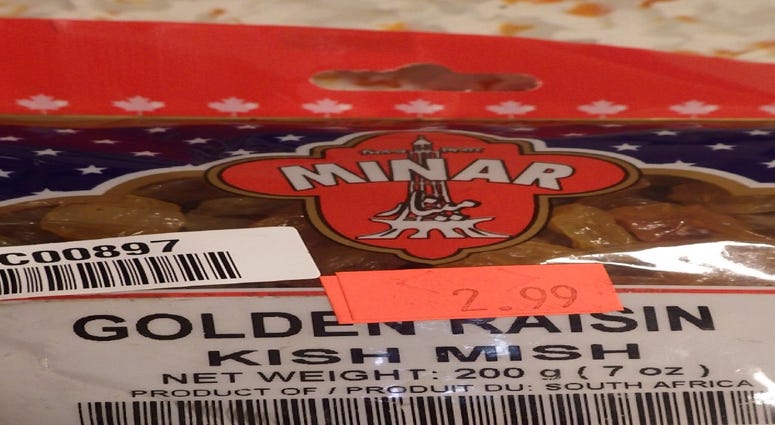 MINAR
مینار
C00897
2.99
GOLDEN RAISIN
KISH MISH
NET WEIGHT: 200 g ( 7 oz )
PRODUCT OF / PRODUIT DU: SOUTH AFRICA